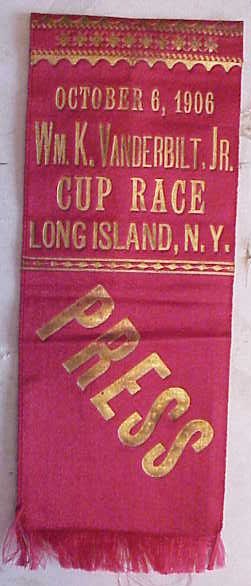 OCTOBER 6, 1906
WM. K. VANDERBILT, JR.
CUP RACE
LONG ISLAND, N.Y.
PRESS